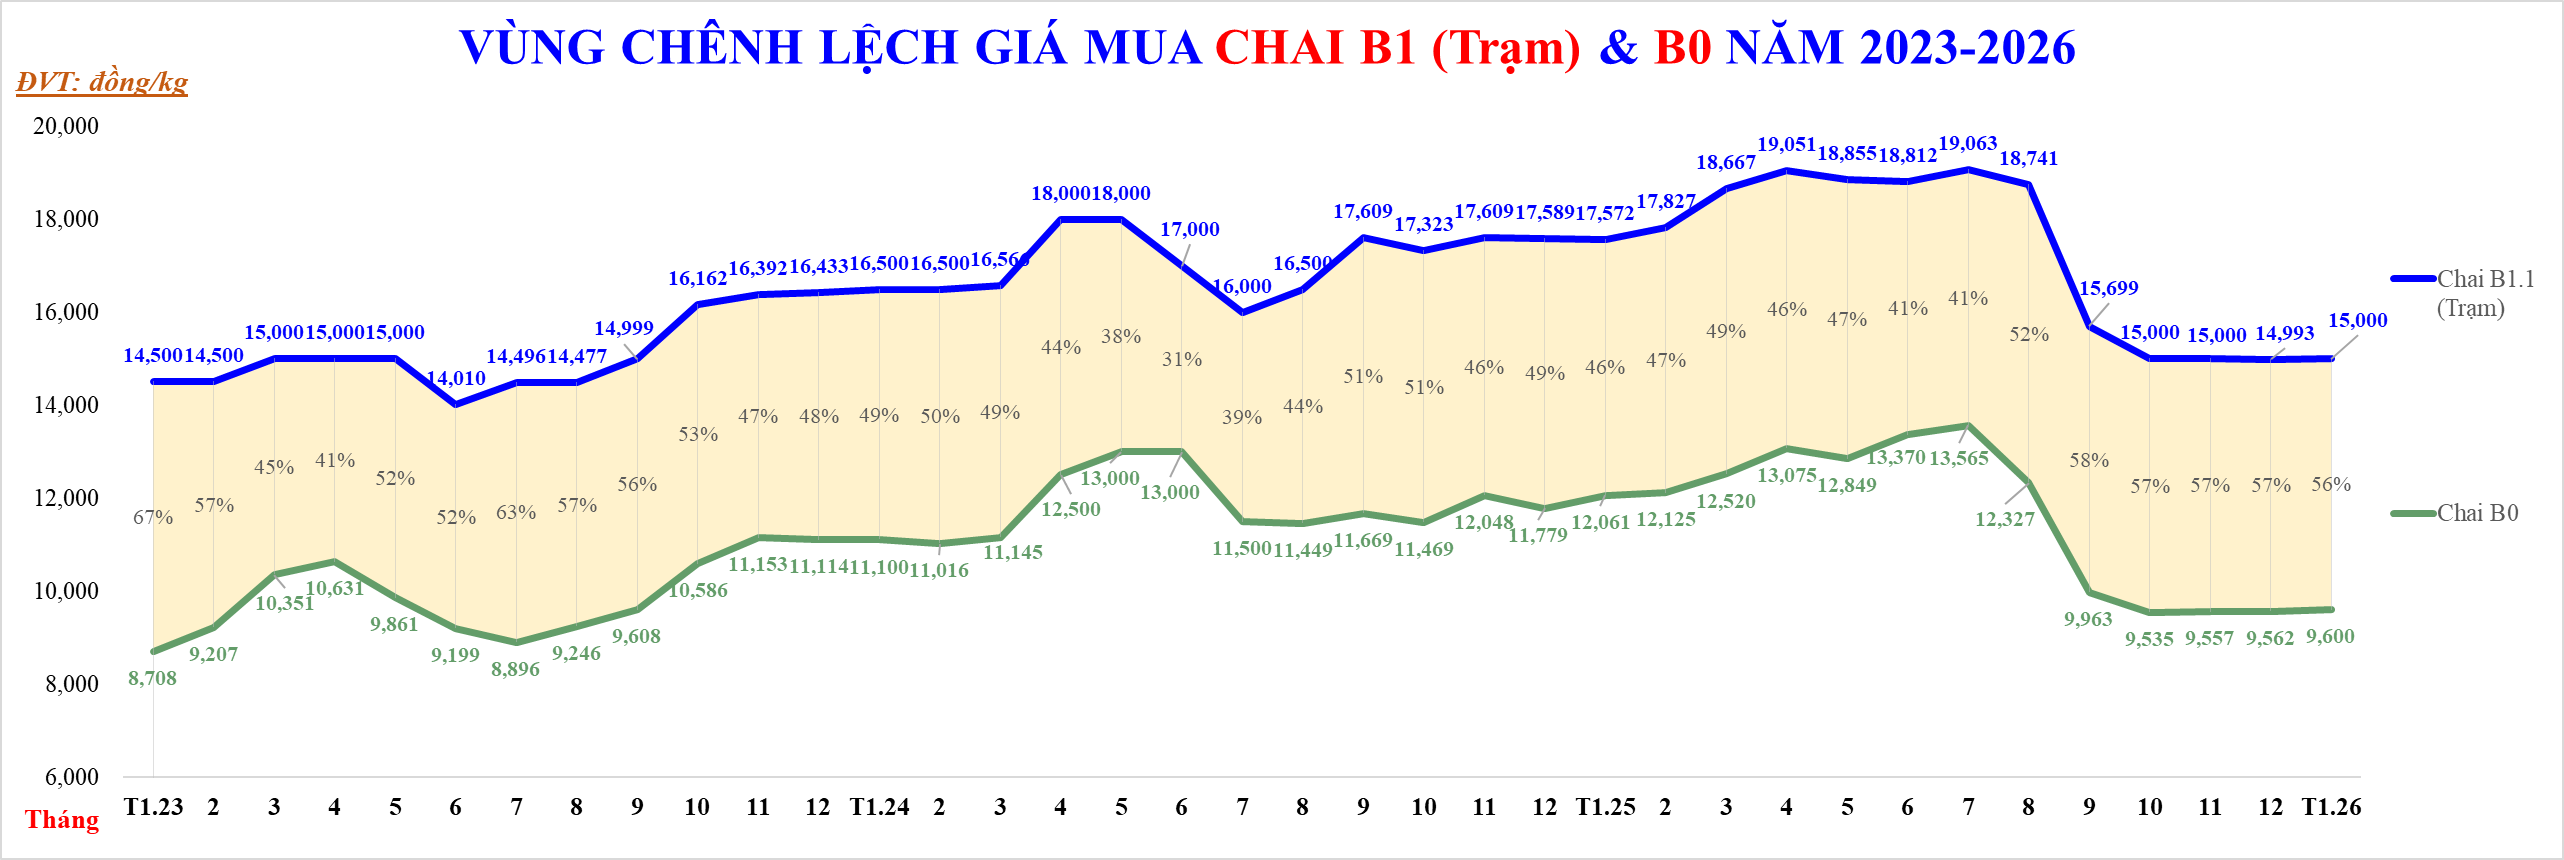 VÙNG CHÊNH LỆCH GIÁ MUA CHAI B1 (Trạm) & B0 NĂM 2023-2026
ĐVT: đồng/kg
20,000
18,000
16,000
14,000
12,000
10,000
8,000
6,000
14,500 14,500 15,000 15,000 15,000 14,010 14,496 14,477 14,999 16,162 16,392 16,433 16,500 16,500 16,566 18,000 18,000 17,000 16,000 16,500 17,609 17,323 17,609 17,589 17,572 17,827 18,667 19,051 18,855 18,812 19,063 18,741 15,699 15,000 15,000 14,993 15,000
67% 57% 45% 41% 52% 52% 63% 57% 56% 53% 47% 48% 49% 50% 49% 44% 38% 31% 39% 44% 51% 51% 46% 49% 46% 47% 49% 46% 47% 41% 41% 52% 58% 57% 57% 57% 56%
8,708 9,207 10,351 10,631 9,861 9,199 8,896 9,246 9,608 10,586 11,153 11,114 11,100 11,016 11,145 12,500 13,000 13,000 11,500 11,449 11,669 11,469 12,048 11,779 12,061 12,125 12,520 13,075 12,849 13,370 13,565 12,327 9,963 9,535 9,557 9,562 9,600
Chai B1.1
(Trạm)
Chai B0
T1.23 2 3 4 5 6 7 8 9 10 11 12 T1.24 2 3 4 5 6 7 8 9 10 11 12 T1.25 2 3 4 5 6 7 8 9 10 11 12 T1.26
Tháng